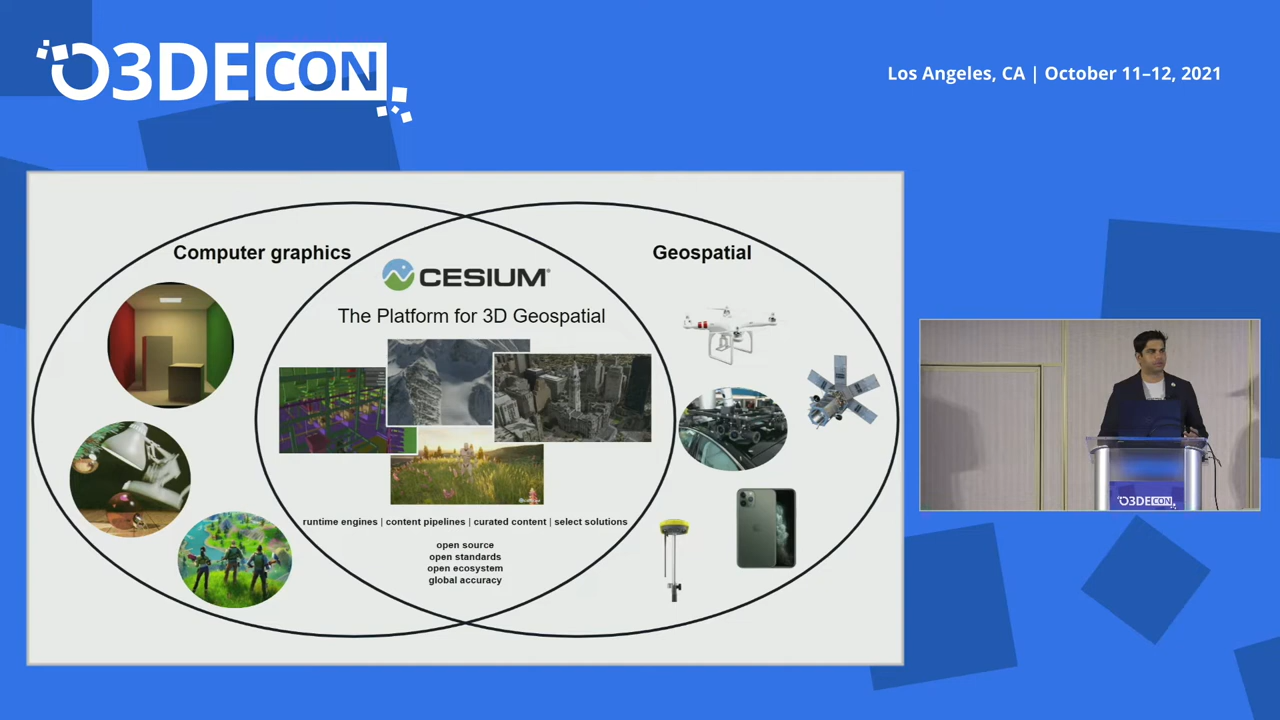 O3DECON
Los Angeles, CA | October 11–12, 2021
Computer graphics
Geospatial
CESIUM®
The Platform for 3D Geospatial
runtime engines | content pipelines | curated content | select solutions
open source
open standards
open ecosystem
global accuracy
O3DECON